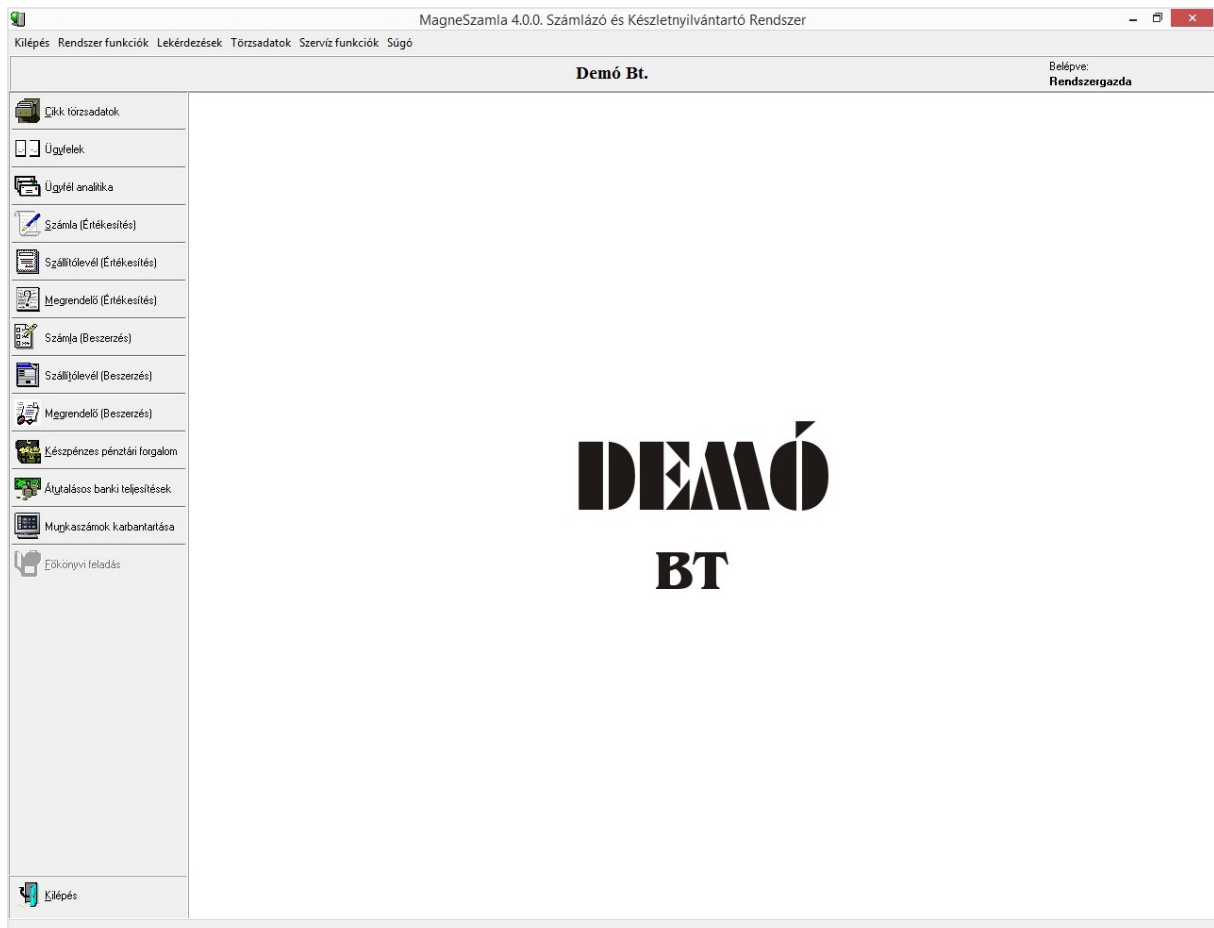 MagneSzamla 4.0.0. Számlázó és Készletnyilvántartó Rendszer
Kilépés Rendszer funkciók Lekérdezések Törzsadatok Szervíz funkciók Súgó
Demó Bt.
Belépve:
Rendszergazda
Cikk törzsadatok
Ügyfelek
Ügyfél analitika
Számla (Értékesítés)
Szállítólevél (Értékesítés)
Megrendelő (Értékesítés)
Számla (Beszerzés)
Szállítólevél (Beszerzés)
Megrendelő (Beszerzés)
Készpénzes pénztári forgalom
Átutalásos banki teljesítések
Munkaszámok karbantartása
Főkönyvi feladás
Kilépés
DEMÓ
BT